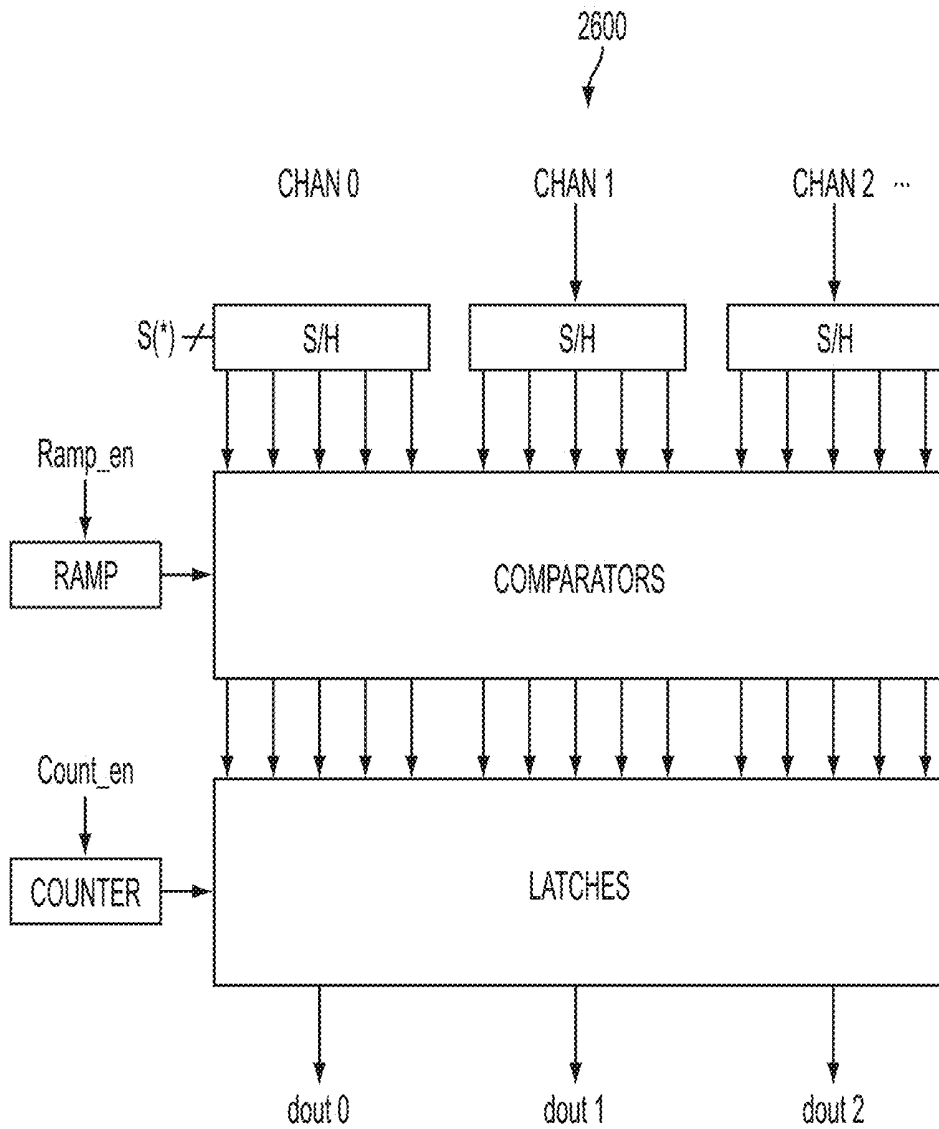 2600
CHAN 0 CHAN 1 CHAN 2 ...
S(*) S/H S/H S/H
Ramp_en
RAMP COMPARATORS
Count_en
COUNTER LATCHES
dout 0 dout 1 dout 2